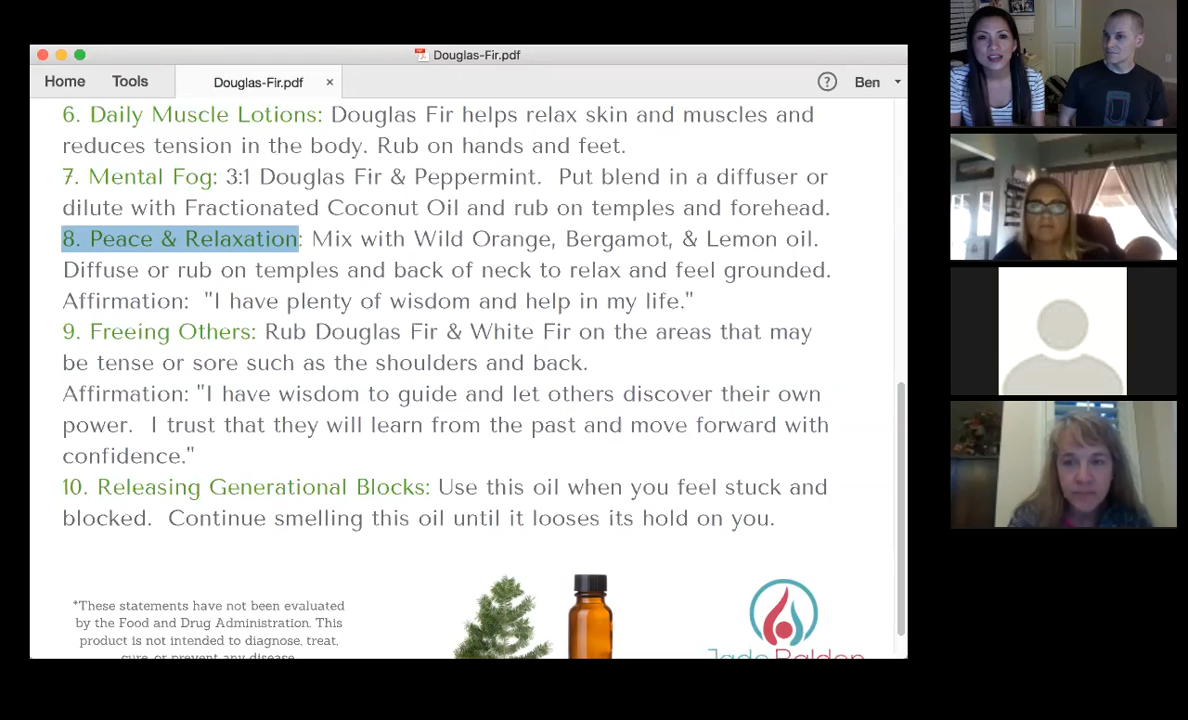 Douglas-Fir.pdf
Home Tools Douglas-Fir.pdf × ? Ben
6. Daily Muscle Lotions: Douglas Fir helps relax skin and muscles and
reduces tension in the body. Rub on hands and feet.
7. Mental Fog: 3:1 Douglas Fir & Peppermint. Put blend in a diffuser or
dilute with Fractionated Coconut Oil and rub on temples and forehead.
8. Peace & Relaxation: Mix with Wild Orange, Bergamot, & Lemon oil.
Diffuse or rub on temples and back of neck to relax and feel grounded.
Affirmation: "I have plenty of wisdom and help in my life."
9. Freeing Others: Rub Douglas Fir & White Fir on the areas that may
be tense or sore such as the shoulders and back.
Affirmation: "I have wisdom to guide and let others discover their own
power. I trust that they will learn from the past and move forward with
confidence."
10. Releasing Generational Blocks: Use this oil when you feel stuck and
blocked. Continue smelling this oil until it looses its hold on you.
*These statements have not been evaluated
by the Food and Drug Administration. This
product is not intended to diagnose, treat,
cure, or prevent any disease.
Jade Balden